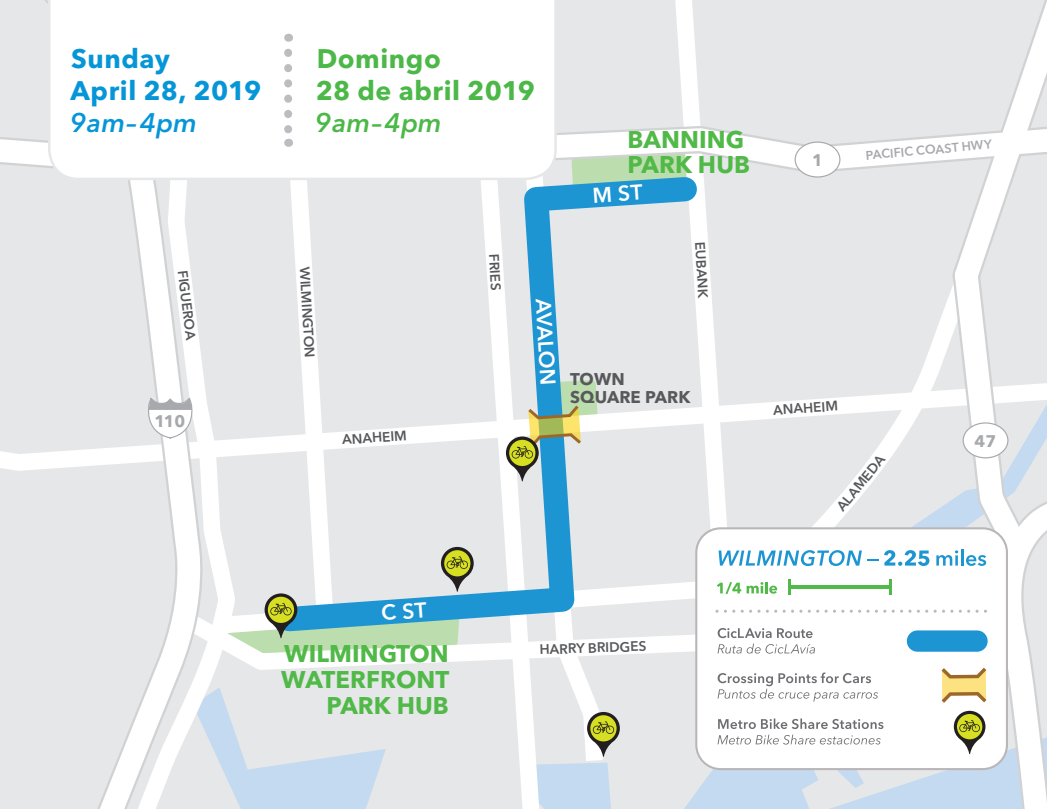 Sunday
April 28, 2019
9am–4pm
Domingo
28 de abril 2019
9am–4pm
BANNING
PARK HUB
1
PACIFIC COAST HWY
M ST
FIGUEROA
WILMINGTON
FRIES
AVALON
EUBANK
TOWN
SQUARE PARK
110
ANAHEIM
ANAHEIM
47
ALAMEDA
C ST
HARRY BRIDGES
WILMINGTON
WATERFRONT
PARK HUB
WILMINGTON – 2.25 miles
1/4 mile
CicLAvia Route
Ruta de CicLAvía
Crossing Points for Cars
Puntos de cruce para carros
Metro Bike Share Stations
Metro Bike Share estaciones